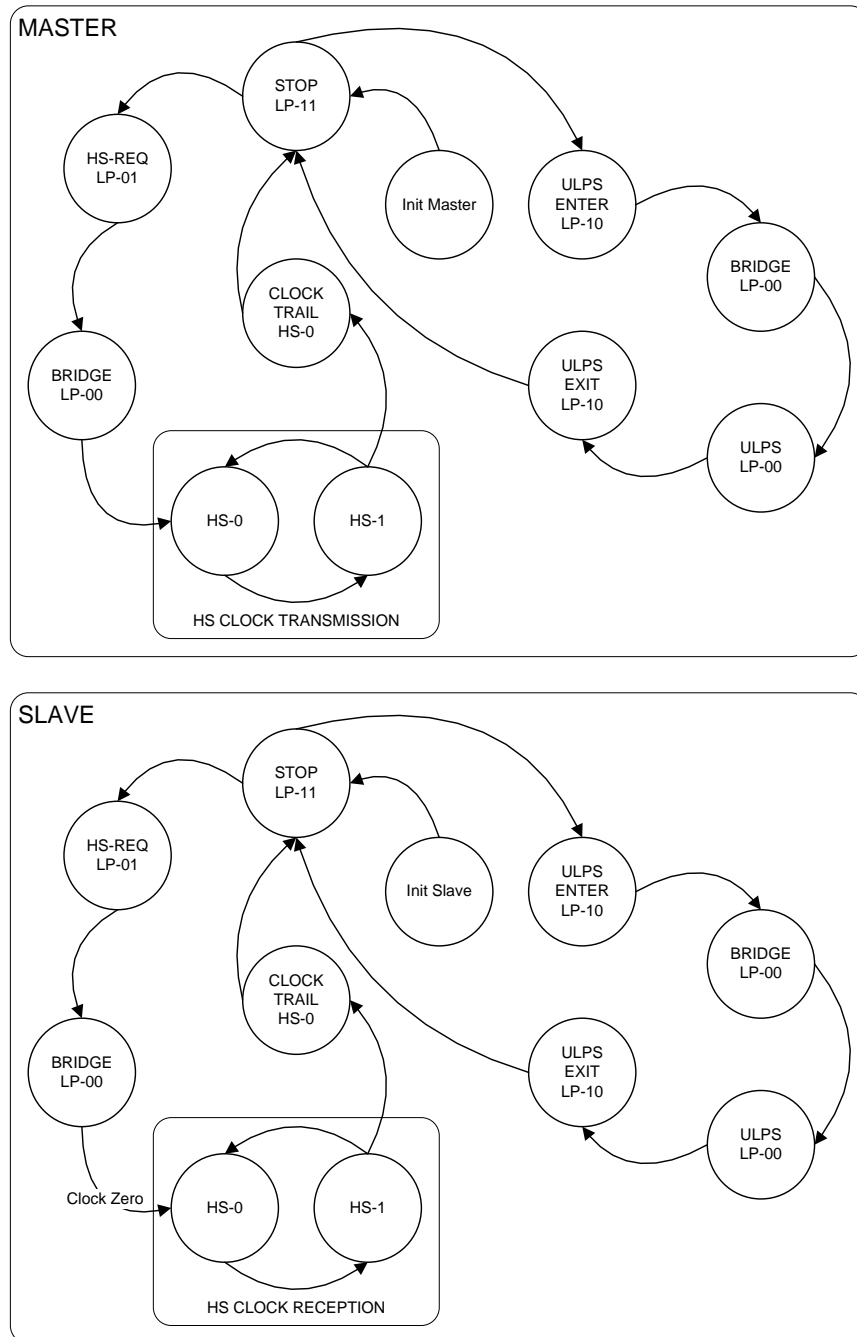 MASTER
STOP
LP-11
HS-REQ
LP-01
Init Master
ULPS
ENTER
LP-10
BRIDGE
LP-00
CLOCK
TRAIL
HS-0
BRIDGE
LP-00
ULPS
EXIT
LP-10
ULPS
LP-00
HS-0
HS-1
HS CLOCK TRANSMISSION
SLAVE
STOP
LP-11
HS-REQ
LP-01
Init Slave
ULPS
ENTER
LP-10
BRIDGE
LP-00
CLOCK
TRAIL
HS-0
BRIDGE
LP-00
ULPS
EXIT
LP-10
ULPS
LP-00
Clock Zero
HS-0
HS-1
HS CLOCK RECEPTION